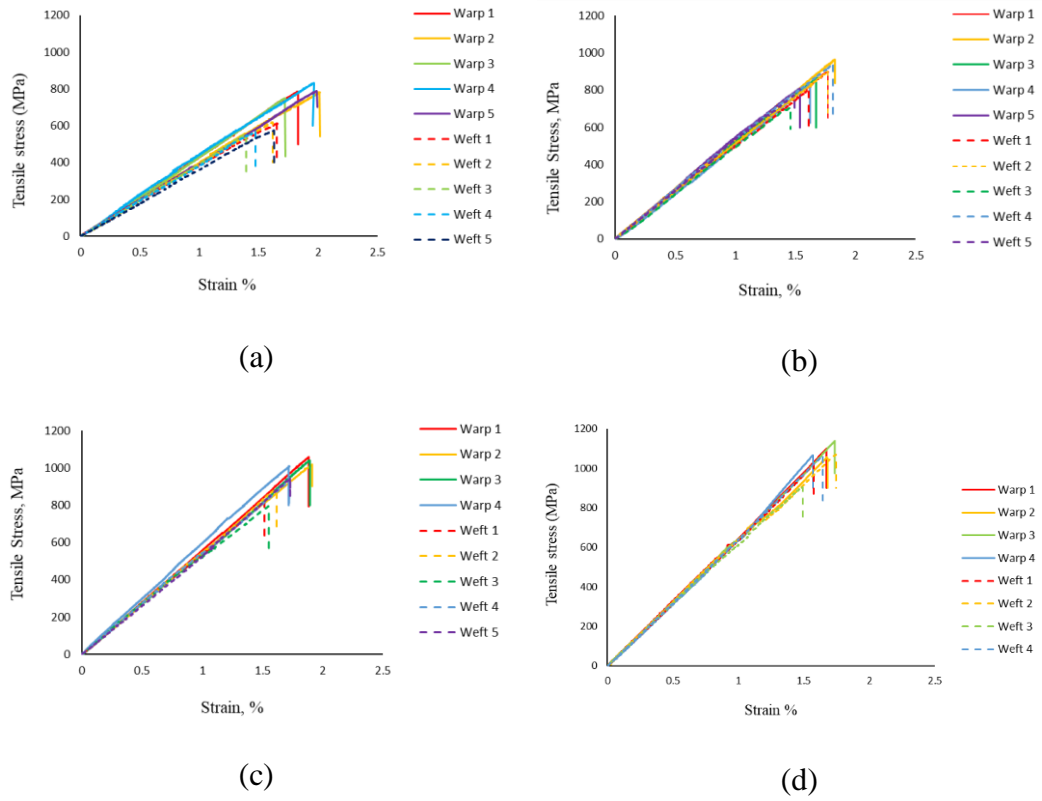 1200
1000
800
600
400
200
0
0 0.5 1 1.5 2 2.5
Tensile stress (MPa)
Strain %
Warp 1
Warp 2
Warp 3
Warp 4
Warp 5
Weft 1
Weft 2
Weft 3
Weft 4
Weft 5
(a)
1200
1000
800
600
400
200
0
0 0.5 1 1.5 2 2.5
Tensile Stress, MPa
Strain, %
Warp 1
Warp 2
Warp 3
Warp 4
Warp 5
Weft 1
Weft 2
Weft 3
Weft 4
Weft 5
(b)
1200
1000
800
600
400
200
0
0 0.5 1 1.5 2 2.5
Tensile Stress, MPa
Strain, %
Warp 1
Warp 2
Warp 3
Warp 4
Weft 1
Weft 2
Weft 3
Weft 4
Weft 5
(c)
1200
1000
800
600
400
200
0
0 0.5 1 1.5 2 2.5
Tensile stress (MPa)
Strain %
Warp 1
Warp 2
Warp 3
Warp 4
Weft 1
Weft 2
Weft 3
Weft 4
(d)